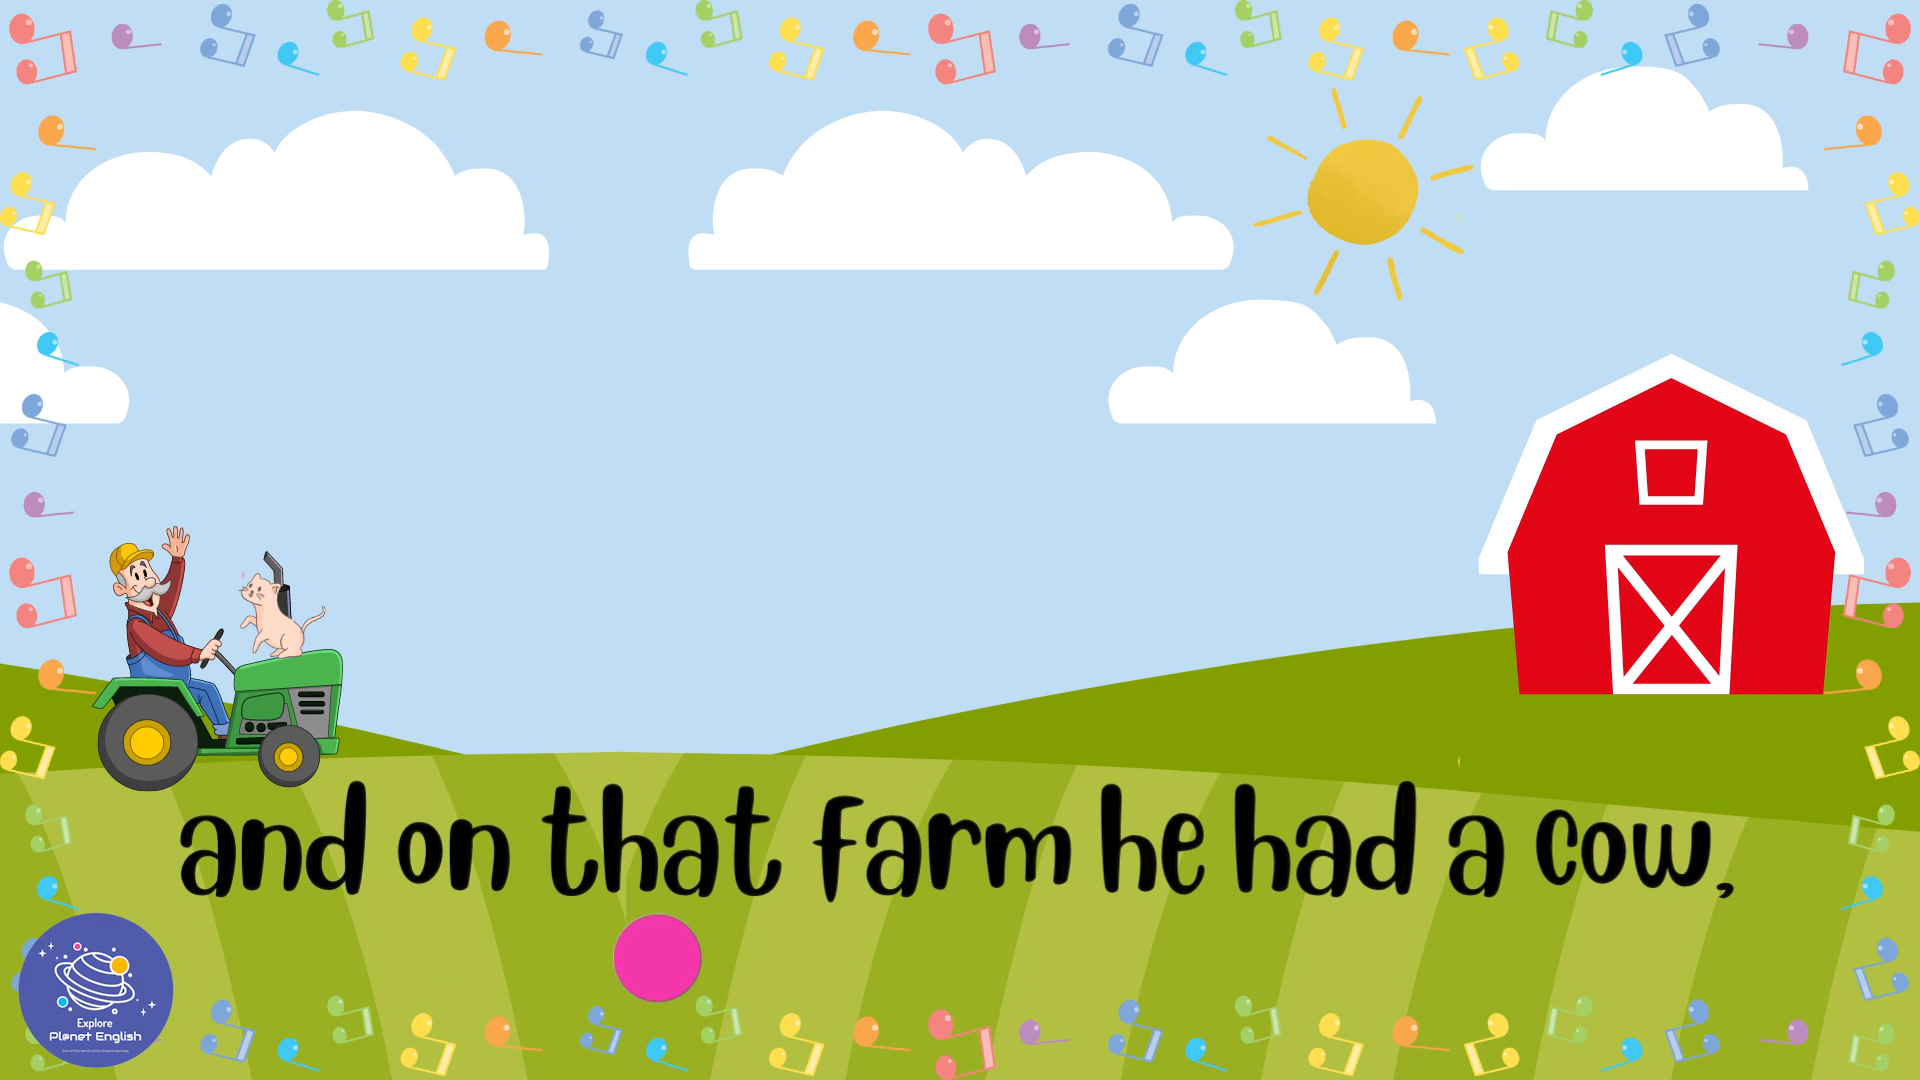 and on that farm he had a cow,
Explore
Planet English